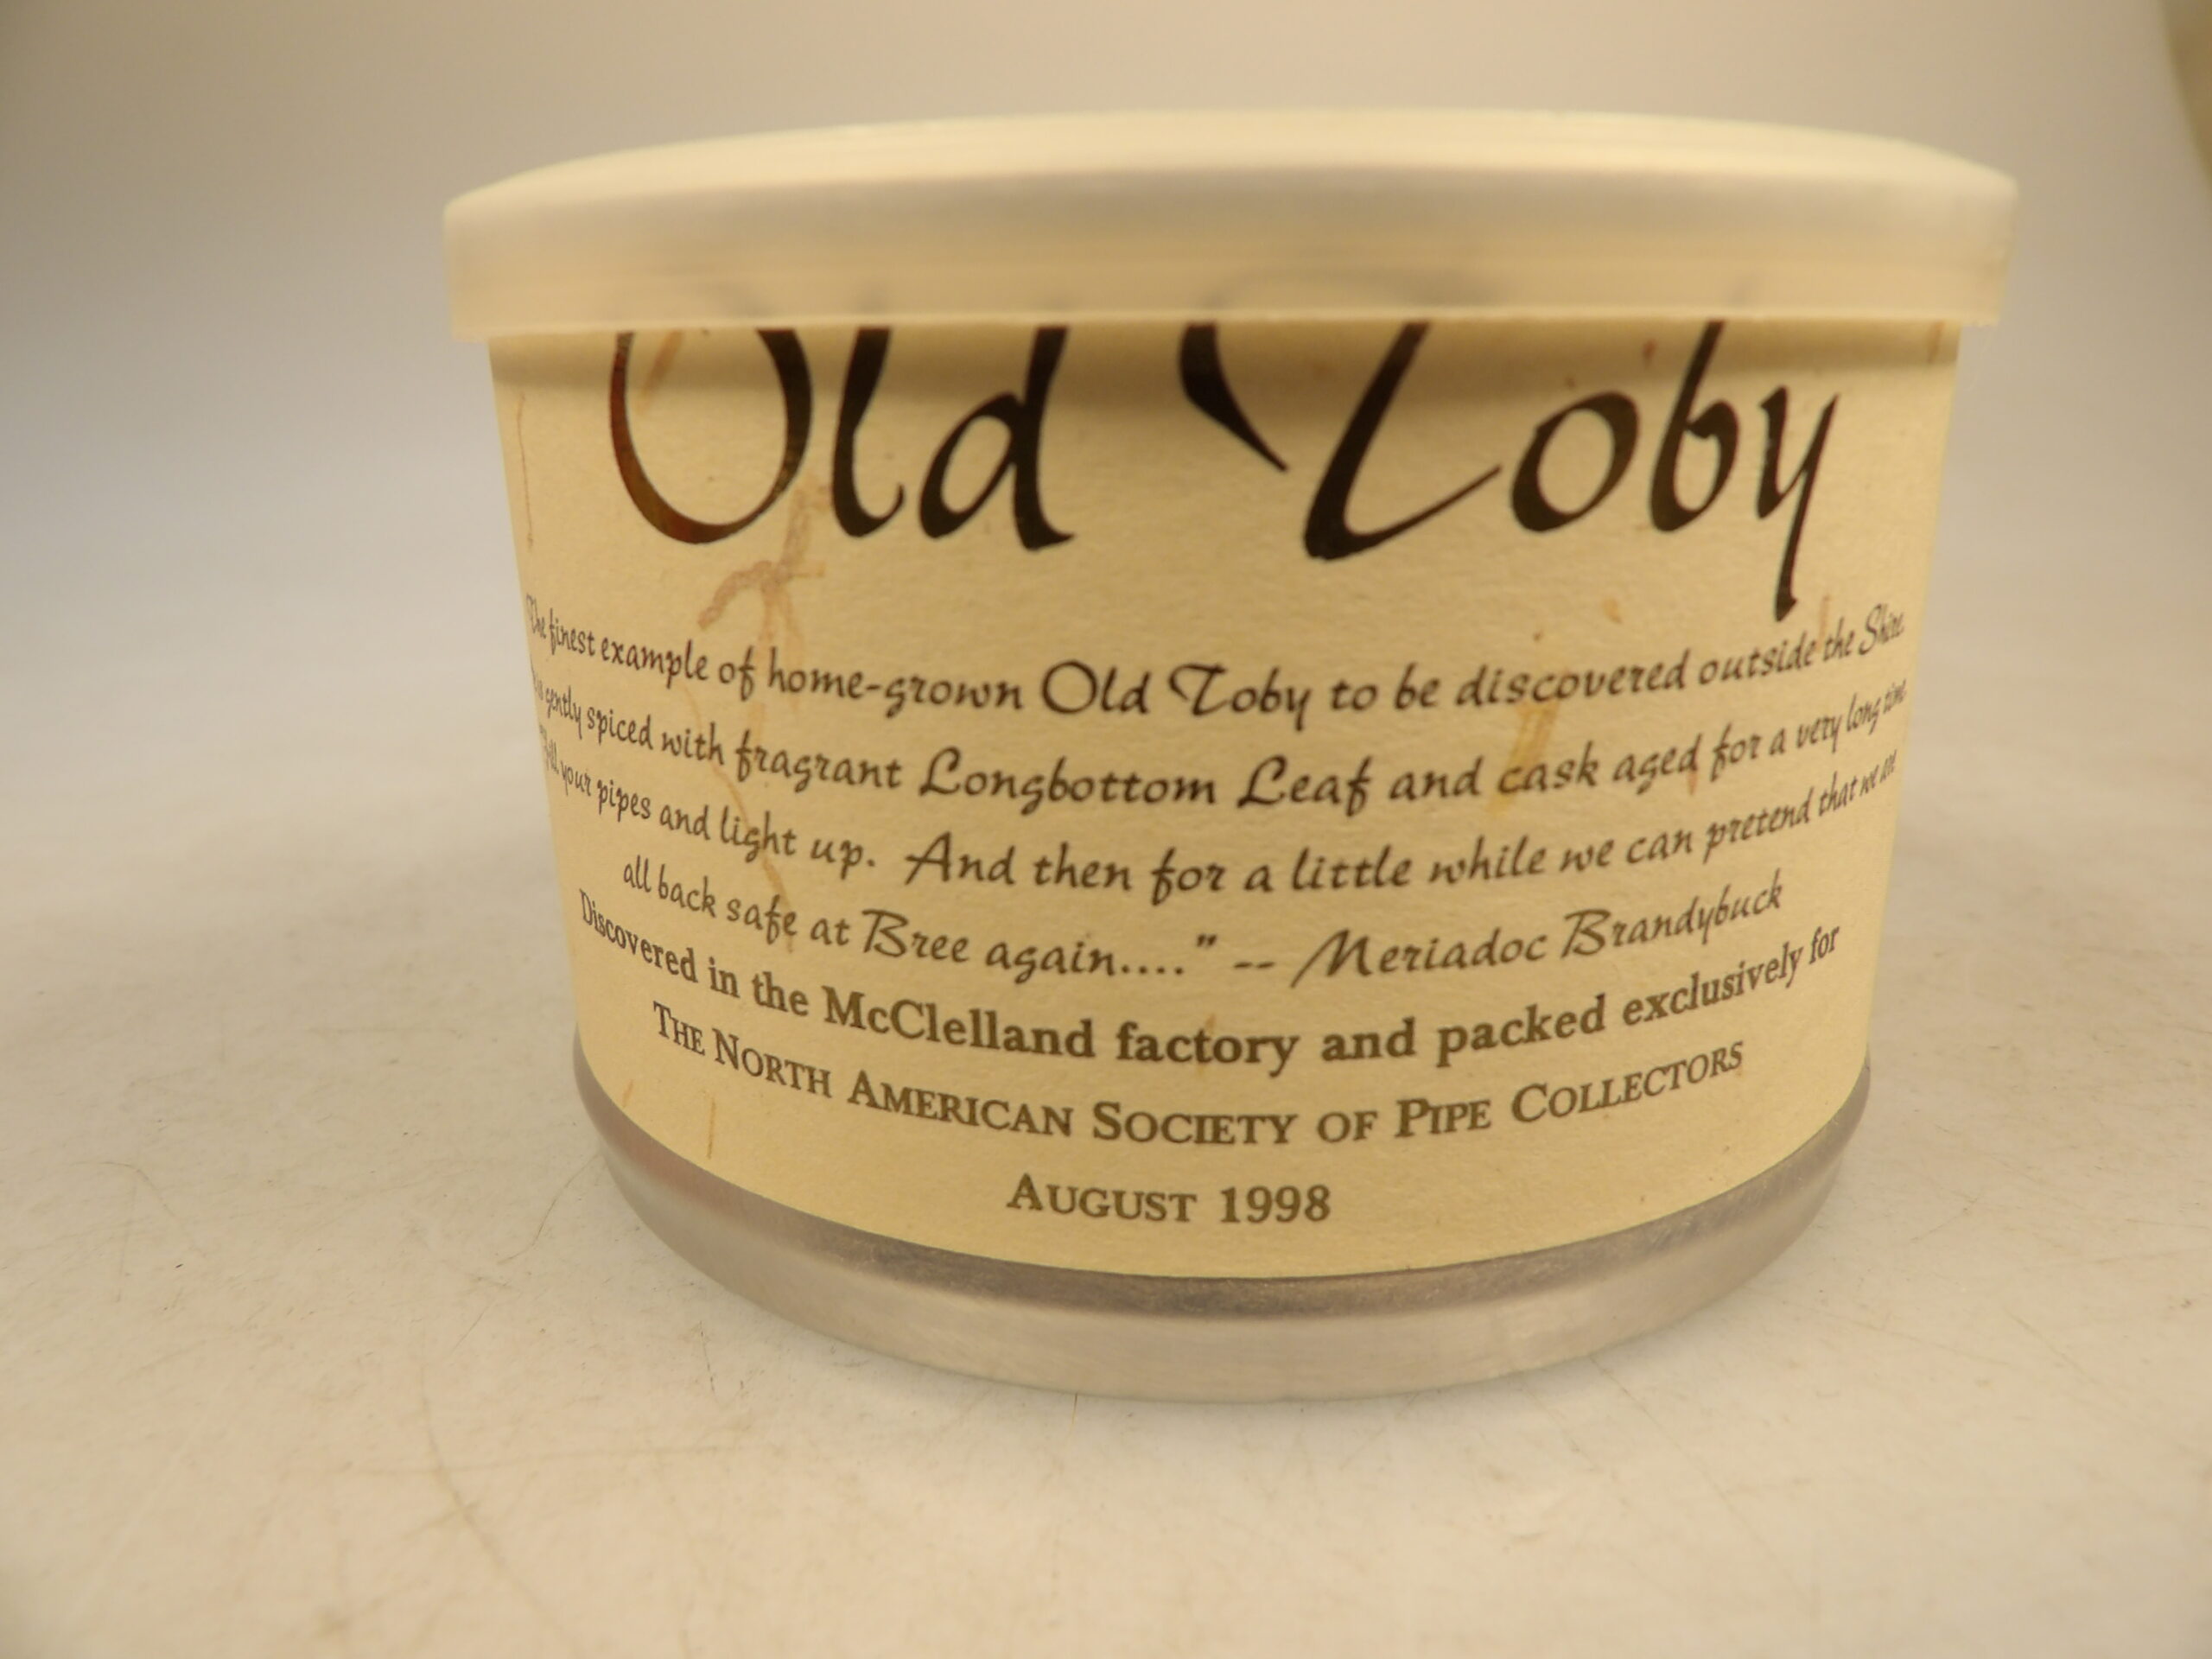 Old Toby
The finest example of home-grown Old Toby to be discovered outside the Shire.
gently spiced with fragrant Longbottom Leaf and cask aged for a very long time.
"Fill your pipes and light up. And then for a little while we can pretend that we are
all back safe at Bree again...." -- Meriadoc Brandybuck
Discovered in the McClelland factory and packed exclusively for
THE NORTH AMERICAN SOCIETY OF PIPE COLLECTORS
AUGUST 1998